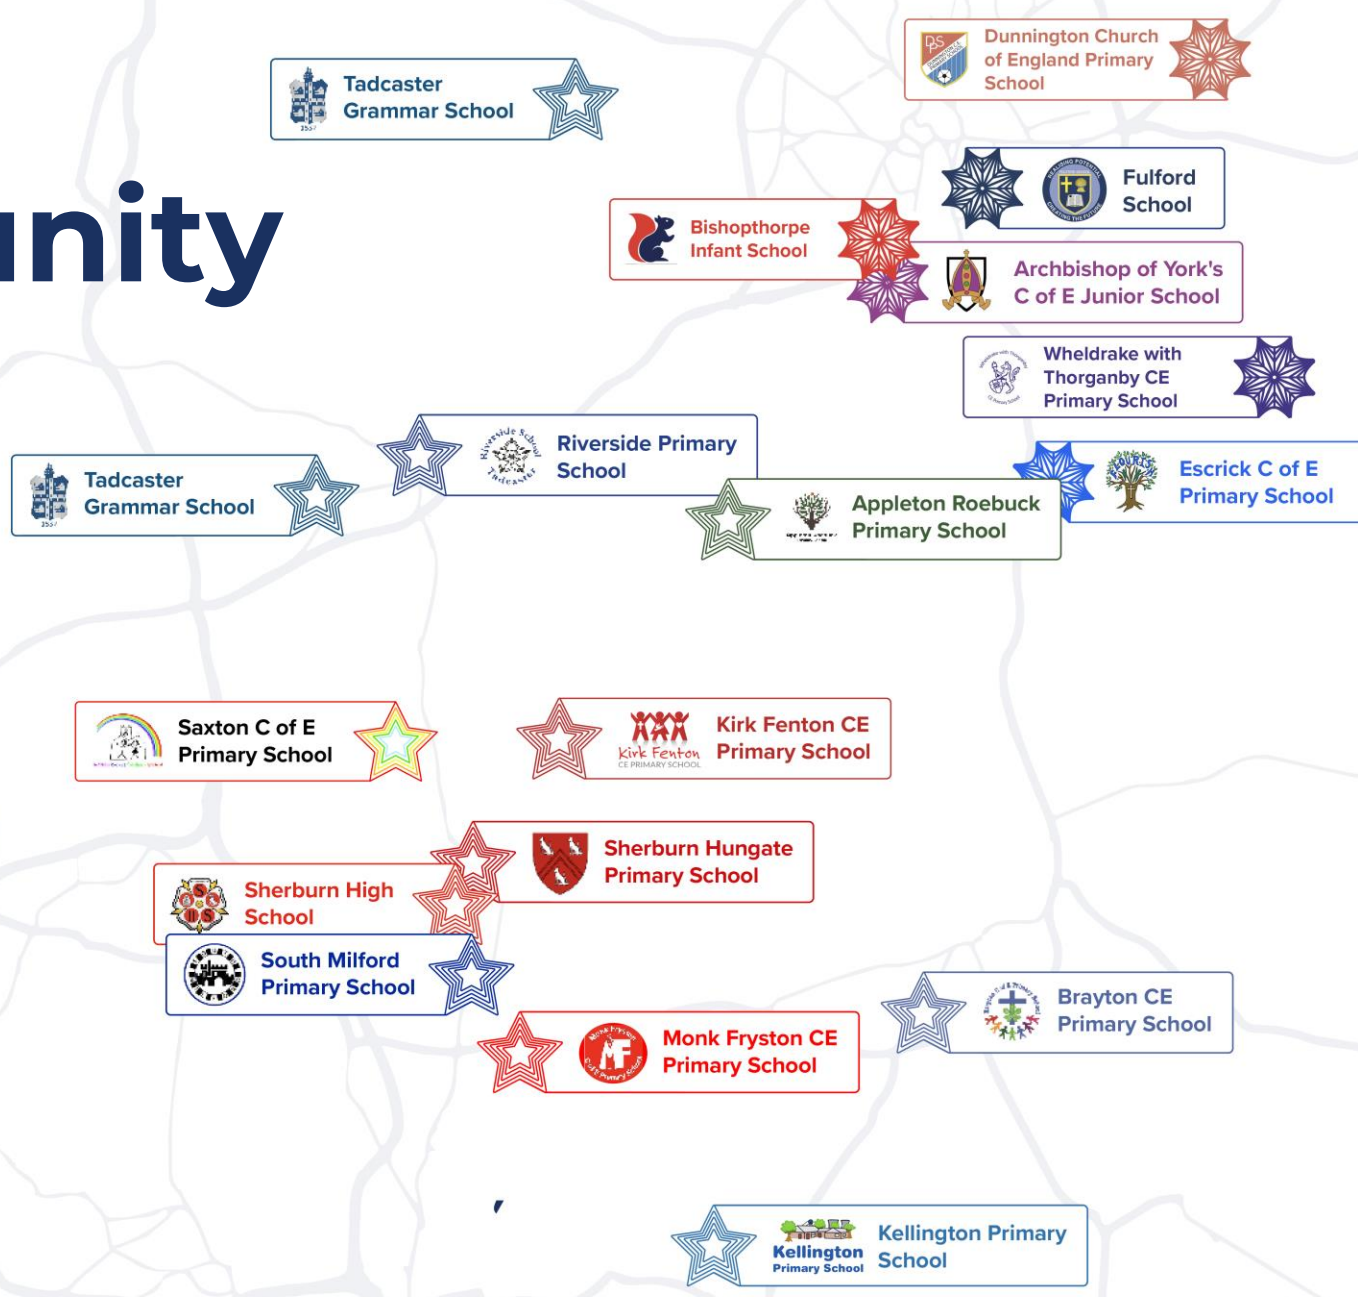 Dunnington Church
of England Primary
School
Tadcaster
Grammar School
Fulford
School
unity
Bishopthorpe
Infant School
Archbishop of York's
C of E Junior School
Wheldrake with
Thorganby CE
Primary School
Riverside Primary
School
Escrick C of E
Primary School
Tadcaster
Grammar School
Appleton Roebuck
Primary School
Saxton C of E
Primary School
Kirk Fenton
CE PRIMARY SCHOOL
Kirk Fenton CE
Primary School
Sherburn Hungate
Primary School
Sherburn High
School
South Milford
Primary School
Brayton CE
Primary School
MF
Monk Fryston CE
Primary School
Kellington
Primary School
Kellington Primary
School